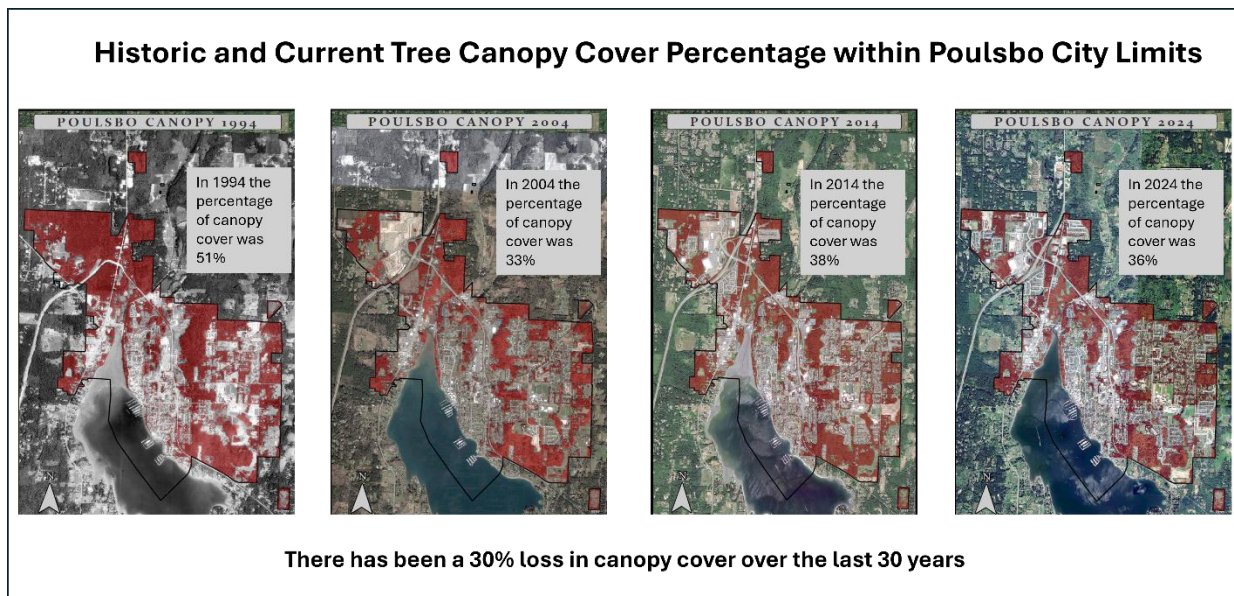 Historic and Current Tree Canopy Cover Percentage within Poulsbo City Limits
POULSBO CANOPY 1994
In 1994 the
percentage
of canopy
cover was
51%
N
POULSBO CANOPY 2004
In 2004 the
percentage
of canopy
cover was
33%
N
POULSBO CANOPY 2014
In 2014 the
percentage
of canopy
cover was
38%
N
POULSBO CANOPY 2024
In 2024 the
percentage
of canopy
cover was
36%
N
There has been a 30% loss in canopy cover over the last 30 years